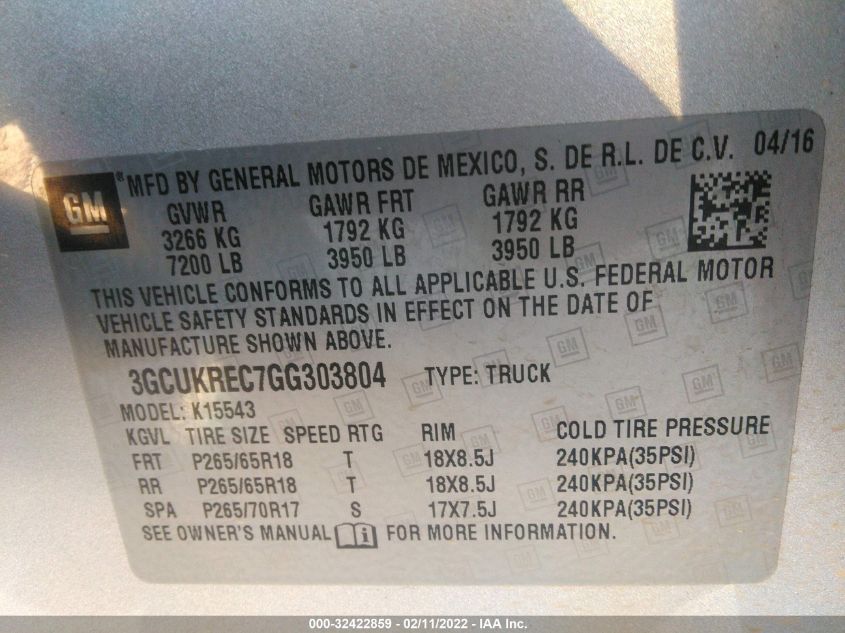 GM ® MFD BY GENERAL MOTORS DE MEXICO, S. DE R.L. DE C.V. 04/16
GVWR GAWR FRT GAWR RR
3266 KG 1792 KG 1792 KG
7200 LB 3950 LB 3950 LB
THIS VEHICLE CONFORMS TO ALL APPLICABLE U.S. FEDERAL MOTOR
VEHICLE SAFETY STANDARDS IN EFFECT ON THE DATE OF
MANUFACTURE SHOWN ABOVE.
3GCUKREC7GG303804 TYPE: TRUCK
MODEL: K15543
KGVL TIRE SIZE SPEED RTG RIM COLD TIRE PRESSURE
FRT P265/65R18 T 18X8.5J 240KPA(35PSI)
RR P265/65R18 T 18X8.5J 240KPA(35PSI)
SPA P265/70R17 S 17X7.5J 240KPA(35PSI)
SEE OWNER'S MANUAL FOR MORE INFORMATION.
000-32422859 - 02/11/2022 - IAA Inc.